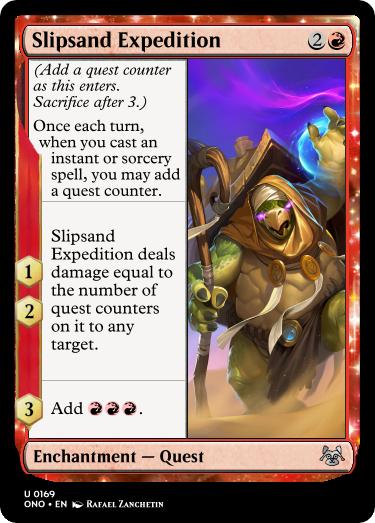 Slipsand Expedition 2
(Add a quest counter
as this enters.
Sacrifice after 3.)
Once each turn,
when you cast an
instant or sorcery
spell, you may add
a quest counter.
1
2
Slipsand
Expedition deals
damage equal to
the number of
quest counters
on it to any
target.
3
Add .
Enchantment — Quest
U 0169
ONO • EN Rafael Zanchetin